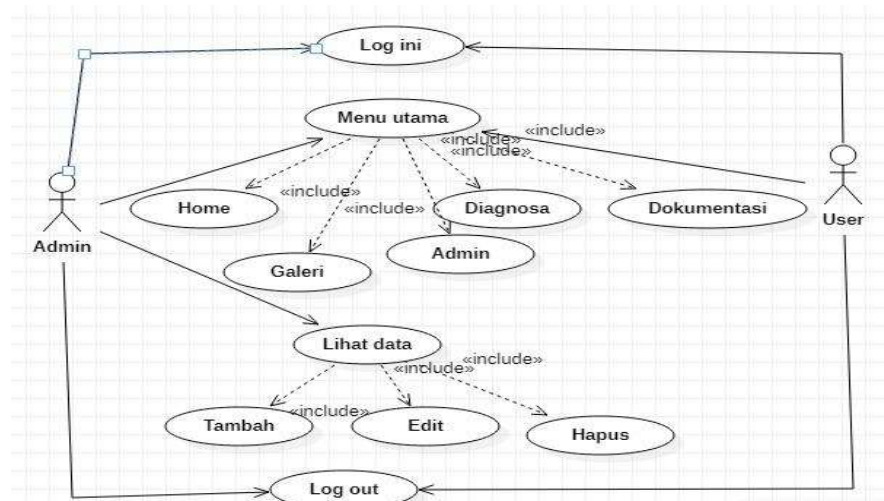 Log ini
Menu utama
«include»
«include»
«include»
Home
«include»
«include»
Diagnosa
Dokumentasi
User
Admin
Galeri
Admin
Lihat data
«include»
«include»
Tambah
«include»
Edit
Hapus
Log out